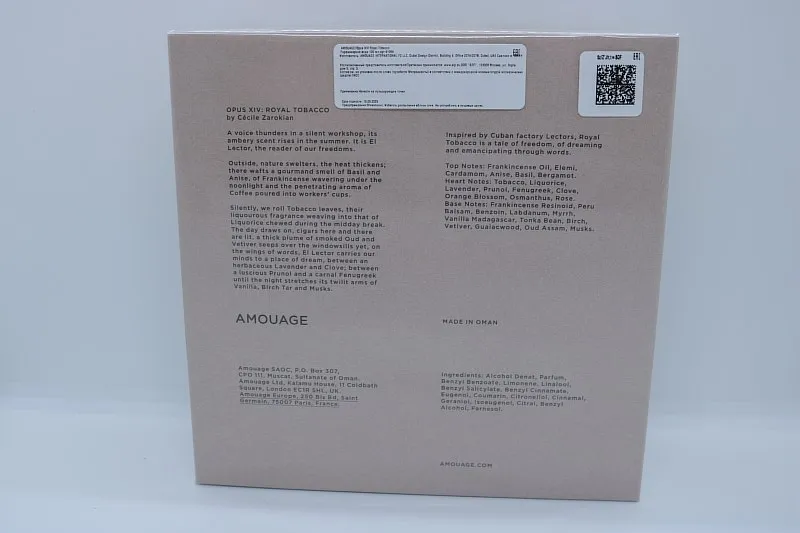 OPUS XIV: ROYAL TOBACCO
by Cécile Zarokian
A voice thunders in a silent workshop, its
ambery scent rises in the summer. It is El
Lector, the reader of our freedoms.
Outside, nature swelters, the heat thickens;
there wafts a gourmand smell of Basil and
Anise, of Frankincense wavering under the
noonlight and the penetrating aroma of
Coffee poured into workers' cups.
Silently, we roll Tobacco leaves, their
liquourous fragrance weaving into that of
Liquorice chewed during the midday break.
The day draws on, cigars here and there
are lit, a thick plume of smoked Oud and
Vetiver seeps over the windowsills yet, on
the wings of words, El Lector carries our
minds to a place of dream, between an
herbaceous Lavender and Clove; between
a luscious Prunol and a carnal Fenugreek
until the night stretches its twilit arms of
Vanilla, Birch Tar and Musks.
AMOUAGE
Amouage SAOC, P.O. Box 307,
CPO 111, Muscat, Sultanate of Oman.
Amouage Ltd, Kalamu House, 11 Coldbath
Square, London EC1R 5HL, UK.
Amouage Europe, 250 Bis Bd, Saint
Germain, 75007 Paris, France.
Inspired by Cuban factory Lectors, Royal
Tobacco is a tale of freedom, of dreaming
and emancipating through words.
Top Notes: Frankincense Oil, Elemi,
Cardamom, Anise, Basil, Bergamot.
Heart Notes: Tobacco, Liquorice,
Lavender, Prunol, Fenugreek, Clove,
Orange Blossom, Osmanthus, Rose.
Base Notes: Frankincense Resinoid, Peru
Balsam, Benzoin, Labdanum, Myrrh,
Vanilla Madagascar, Tonka Bean, Birch,
Vetiver, Guaiacwood, Oud Assam, Musks.
MADE IN OMAN
Ingredients: Alcohol Denat, Parfum,
Benzyl Benzoate, Limonene, Linalool,
Benzyl Salicylate, Benzyl Cinnamate,
Eugenol, Coumarin, Citronellol, Cinnamal,
Geraniol, Isoeugenol, Citral, Benzyl
Alcohol, Farnesol.
AMOUAGE.COM